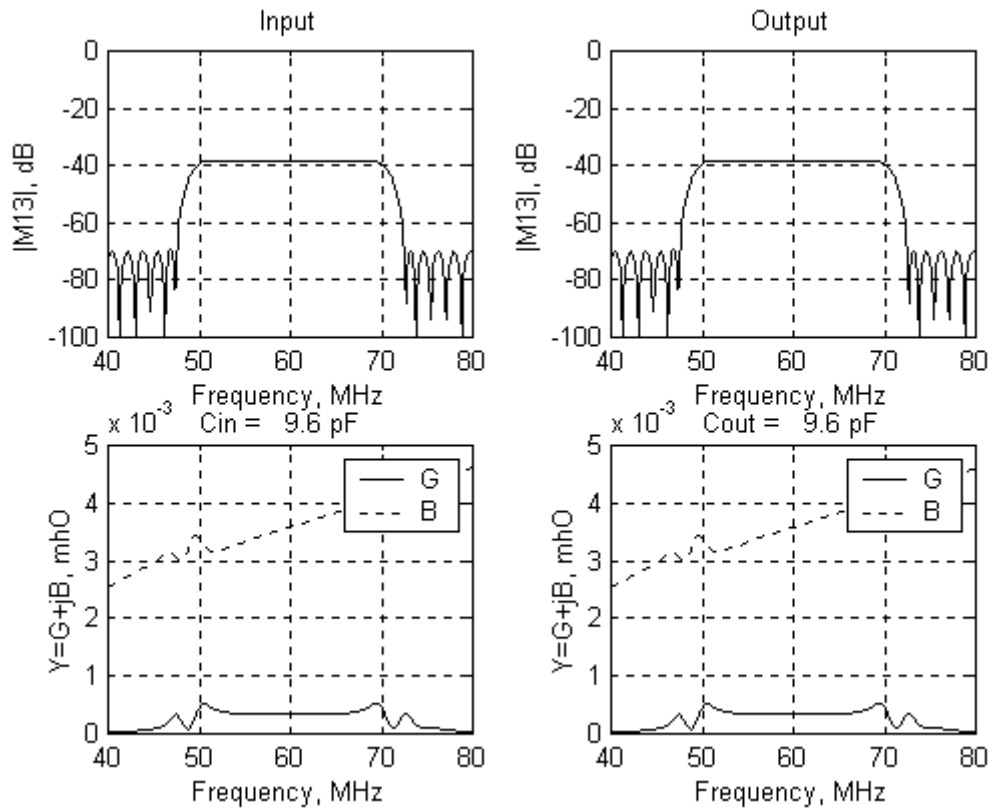 Input
0
-20
-40
-60
-80
-100
|M13|, dB
40 50 60 70 80
Frequency, MHz
Output
0
-20
-40
-60
-80
-100
|M13|, dB
40 50 60 70 80
Frequency, MHz
x 10^-3 Cin = 9.6 pF
5
4
3
2
1
0
Y=G+jB, mhO
G
B
40 50 60 70 80
Frequency, MHz
x 10^-3 Cout = 9.6 pF
5
4
3
2
1
0
Y=G+jB, mhO
G
B
40 50 60 70 80
Frequency, MHz